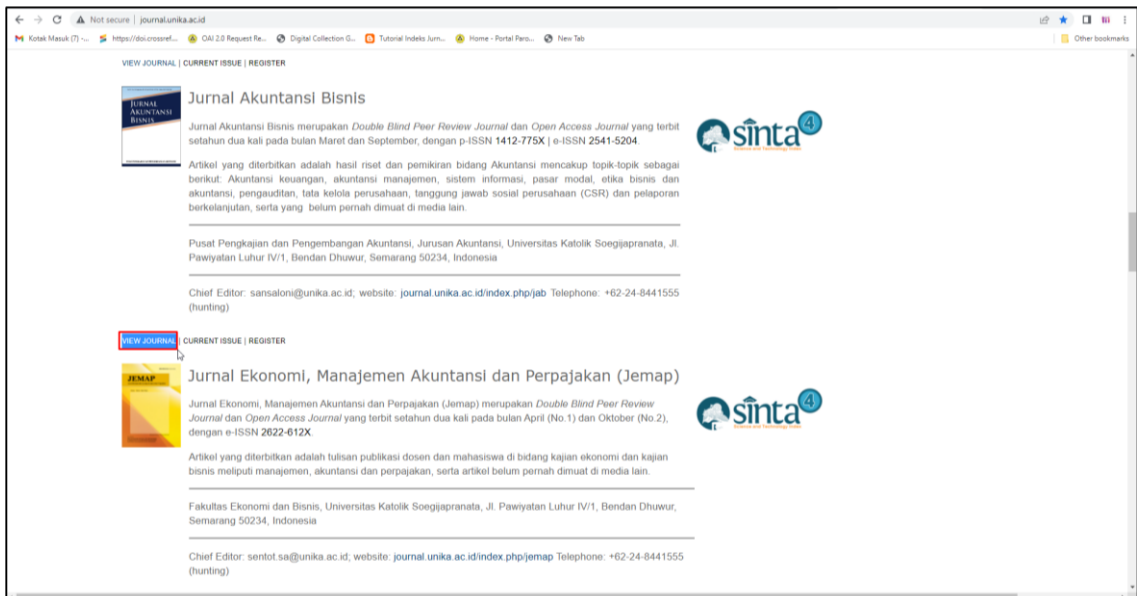 Not secure | journal.unika.ac.id
Kotak Masuk (7) -... https://doi.crossref.... OAI 2.0 Request Re... Digital Collection G... Tutorial Indeks Jurn... Home - Portal Para... New Tab Other bookmarks
VIEW JOURNAL | CURRENT ISSUE | REGISTER
JURNAL
AKUNTANSI
BISNIS
Jurnal Akuntansi Bisnis
Jurnal Akuntansi Bisnis merupakan Double Blind Peer Review Journal dan Open Access Journal yang terbit
setahun dua kali pada bulan Maret dan September, dengan p-ISSN 1412-775X | e-ISSN 2541-5204.
sinta 4
Science and Technology Index
Artikel yang diterbitkan adalah hasil riset dan pemikiran bidang Akuntansi mencakup topik-topik sebagai
berikut: Akuntansi keuangan, akuntansi manajemen, sistem informasi, pasar modal, etika bisnis dan
akuntansi, pengauditan, tata kelola perusahaan, tanggung jawab sosial perusahaan (CSR) dan pelaporan
berkelanjutan, serta yang belum pernah dimuat di media lain.
Pusat Pengkajian dan Pengembangan Akuntansi, Jurusan Akuntansi, Universitas Katolik Soegijapranata, Jl.
Pawiyatan Luhur IV/1, Bendan Dhuwur, Semarang 50234, Indonesia
Chief Editor: sansaloni@unika.ac.id; website: journal.unika.ac.id/index.php/jab Telephone: +62-24-8441555
(hunting)
VIEW JOURNAL | CURRENT ISSUE | REGISTER
JEMAP
Jurnal Ekonomi, Manajemen Akuntansi dan Perpajakan (Jemap)
Jurnal Ekonomi, Manajemen Akuntansi dan Perpajakan (Jemap) merupakan Double Blind Peer Review
Journal dan Open Access Journal yang terbit setahun dua kali pada bulan April (No.1) dan Oktober (No.2),
dengan e-ISSN 2622-612X.
sinta 4
Science and Technology Index
Artikel yang diterbitkan adalah tulisan publikasi dosen dan mahasiswa di bidang kajian ekonomi dan kajian
bisnis meliputi manajemen, akuntansi dan perpajakan, serta artikel belum pernah dimuat di media lain.
Fakultas Ekonomi dan Bisnis, Universitas Katolik Soegijapranata, Jl. Pawiyatan Luhur IV/1, Bendan Dhuwur,
Semarang 50234, Indonesia
Chief Editor: sentot.sa@unika.ac.id; website: journal.unika.ac.id/index.php/jemap Telephone: +62-24-8441555
(hunting)